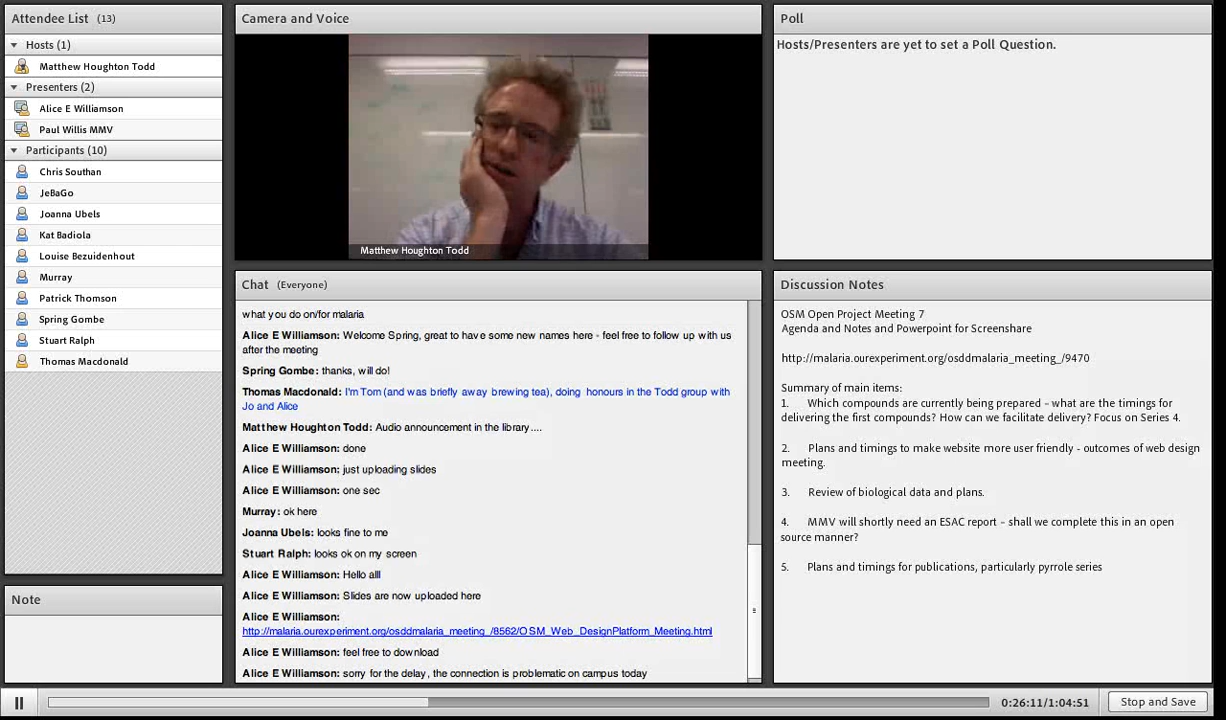 Attendee List (13)
Hosts (1)
Matthew Houghton Todd
Presenters (2)
Alice E Williamson
Paul Willis MMV
Participants (10)
Chris Southan
JeBaGo
Joanna Ubels
Kat Badiola
Louise Bezuidenhout
Murray
Patrick Thomson
Spring Gombe
Stuart Ralph
Thomas Macdonald
Note
Camera and Voice
Matthew Houghton Todd
Chat (Everyone)
what you do on/for malaria
Alice E Williamson: Welcome Spring, great to have some new names here - feel free to follow up with us
after the meeting
Spring Gombe: thanks, will do!
Thomas Macdonald: I'm Tom (and was briefly away brewing tea), doing honours in the Todd group with
Jo and Alice
Matthew Houghton Todd: Audio announcement in the library....
Alice E Williamson: done
Alice E Williamson: just uploading slides
Alice E Williamson: one sec
Murray: ok here
Joanna Ubels: looks fine to me
Stuart Ralph: looks ok on my screen
Alice E Williamson: Hello alll
Alice E Williamson: Slides are now uploaded here
Alice E Williamson:
http://malaria.ourexperiment.org/osddmalaria_meeting_/8562/OSM_Web_DesignPlatform_Meeting.html
Alice E Williamson: feel free to download
Alice E Williamson: sorry for the delay, the connection is problematic on campus today
Poll
Hosts/Presenters are yet to set a Poll Question.
Discussion Notes
OSM Open Project Meeting 7
Agenda and Notes and Powerpoint for Screenshare
http://malaria.ourexperiment.org/osddmalaria_meeting_/9470
Summary of main items:
1. Which compounds are currently being prepared – what are the timings for
delivering the first compounds? How can we facilitate delivery? Focus on Series 4.
2. Plans and timings to make website more user friendly - outcomes of web design
meeting.
3. Review of biological data and plans.
4. MMV will shortly need an ESAC report – shall we complete this in an open
source manner?
5. Plans and timings for publications, particularly pyrrole series
0:26:11/1:04:51
Stop and Save